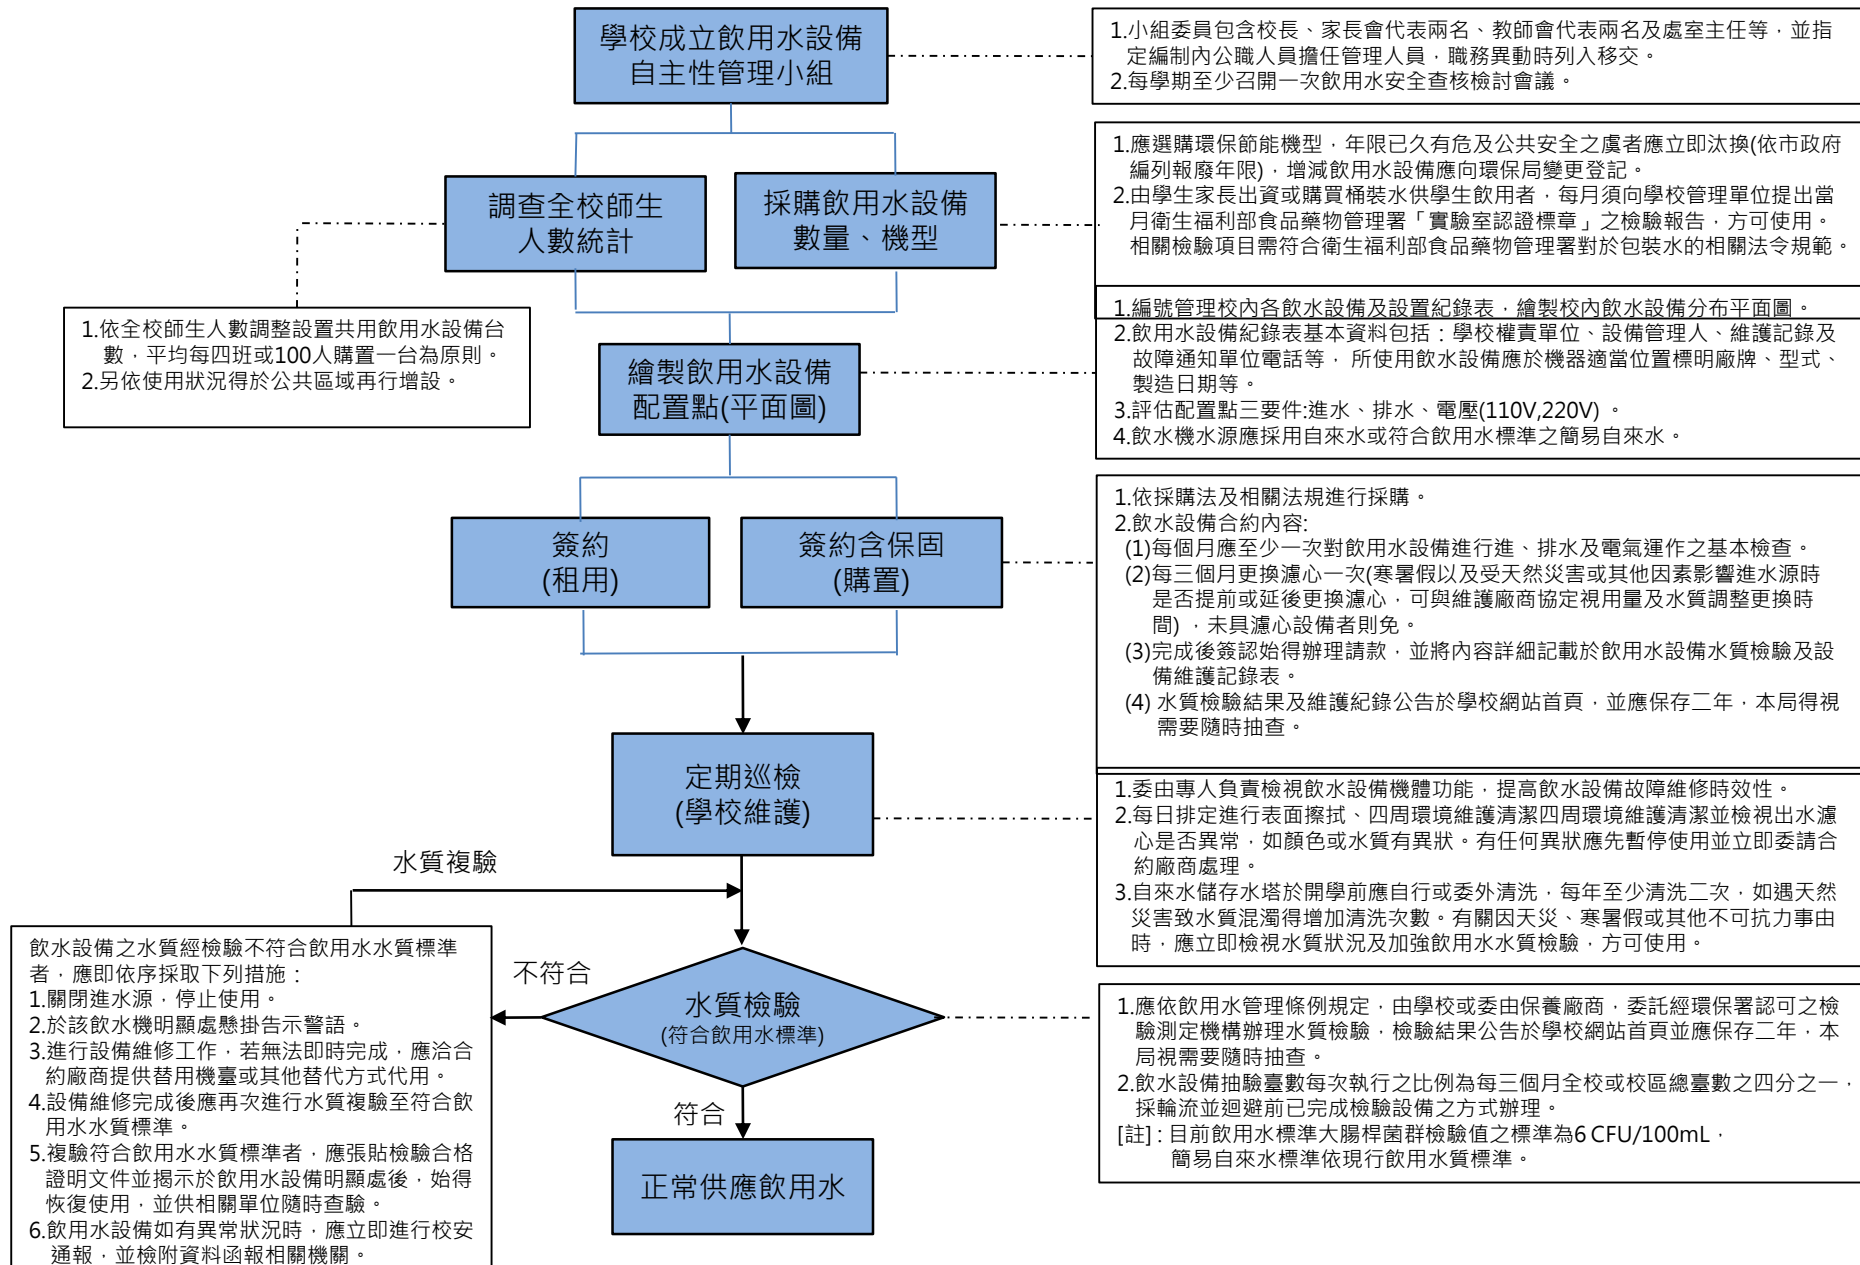 學校成立飲用水設備
自主性管理小組
1.小組委員包含校長、家長會代表兩名、教師會代表兩名及處室主任等，並指
定編制內公職人員擔任管理人員，職務異動時列入移交。
2.每學期至少召開一次飲用水安全查核檢討會議。
調查全校師生
人數統計
採購飲用水設備
數量、機型
1.應選購環保節能機型，年限已久有危及公共安全之虞者應立即汰換(依市政府
編列報廢年限)，增減飲用水設備應向環保局變更登記。
2.由學生家長出資或購買桶裝水供學生飲用者，每月須向學校管理單位提出當
月衛生福利部食品藥物管理署「實驗室認證標章」之檢驗報告，方可使用。
相關檢驗項目需符合衛生福利部食品藥物管理署對於包裝水的相關法令規範。
1.依全校師生人數調整設置共用飲用水設備台
數，平均每四班或100人購置一台為原則。
2.另依使用狀況得於公共區域再行增設。
繪製飲用水設備
配置點(平面圖)
1.編號管理校內各飲水設備及設置紀錄表，繪製校內飲水設備分布平面圖。
2.飲用水設備紀錄表基本資料包括：學校權責單位、設備管理人、維護記錄及
故障通知單位電話等， 所使用飲水設備應於機器適當位置標明廠牌、型式、
製造日期等。
3.評估配置點三要件:進水、排水、電壓(110V,220V) 。
4.飲水機水源應採用自來水或符合飲用水標準之簡易自來水。
簽約
(租用)
簽約含保固
(購置)
1.依採購法及相關法規進行採購。
2.飲水設備合約內容:
(1)每個月應至少一次對飲用水設備進行進、排水及電氣運作之基本檢查。
(2)每三個月更換濾心一次(寒暑假以及受天然災害或其他因素影響進水源時
是否提前或延後更換濾心，可與維護廠商協定視用量及水質調整更換時
間) ，未具濾心設備者則免。
(3)完成後簽認始得辦理請款，並將內容詳細記載於飲用水設備水質檢驗及設
備維護記錄表。
(4) 水質檢驗結果及維護紀錄公告於學校網站首頁，並應保存二年，本局得視
需要隨時抽查。
定期巡檢
(學校維護)
1.委由專人負責檢視飲水設備機體功能，提高飲水設備故障維修時效性。
2.每日排定進行表面擦拭、四周環境維護清潔四周環境維護清潔並檢視出水濾
心是否異常，如顏色或水質有異狀。有任何異狀應先暫停使用並立即委請合
約廠商處理。
3.自來水儲存水塔於開學前應自行或委外清洗，每年至少清洗二次，如遇天然
災害致水質混濁得增加清洗次數。有關因天災、寒暑假或其他不可抗力事由
時，應立即檢視水質狀況及加強飲用水水質檢驗，方可使用。
水質複驗
飲水設備之水質經檢驗不符合飲用水水質標準
者，應即依序採取下列措施：
1.關閉進水源，停止使用。
2.於該飲水機明顯處懸掛告示警語。
3.進行設備維修工作，若無法即時完成，應洽合
約廠商提供替用機臺或其他替代方式代用。
4.設備維修完成後應再次進行水質複驗至符合飲
用水水質標準。
5.複驗符合飲用水水質標準者，應張貼檢驗合格
證明文件並揭示於飲用水設備明顯處後，始得
恢復使用，並供相關單位隨時查驗。
6.飲用水設備如有異常狀況時，應立即進行校安
通報，並檢附資料函報相關機關。
不符合
水質檢驗
(符合飲用水標準)
1.應依飲用水管理條例規定，由學校或委由保養廠商，委託經環保署認可之檢
驗測定機構辦理水質檢驗，檢驗結果公告於學校網站首頁並應保存二年，本
局視需要隨時抽查。
2.飲水設備抽驗臺數每次執行之比例為每三個月全校或校區總臺數之四分之一，
採輪流並迴避前已完成檢驗設備之方式辦理。
[註]：目前飲用水標準大腸桿菌群檢驗值之標準為6 CFU/100mL，
簡易自來水標準依現行飲用水質標準。
符合
正常供應飲用水